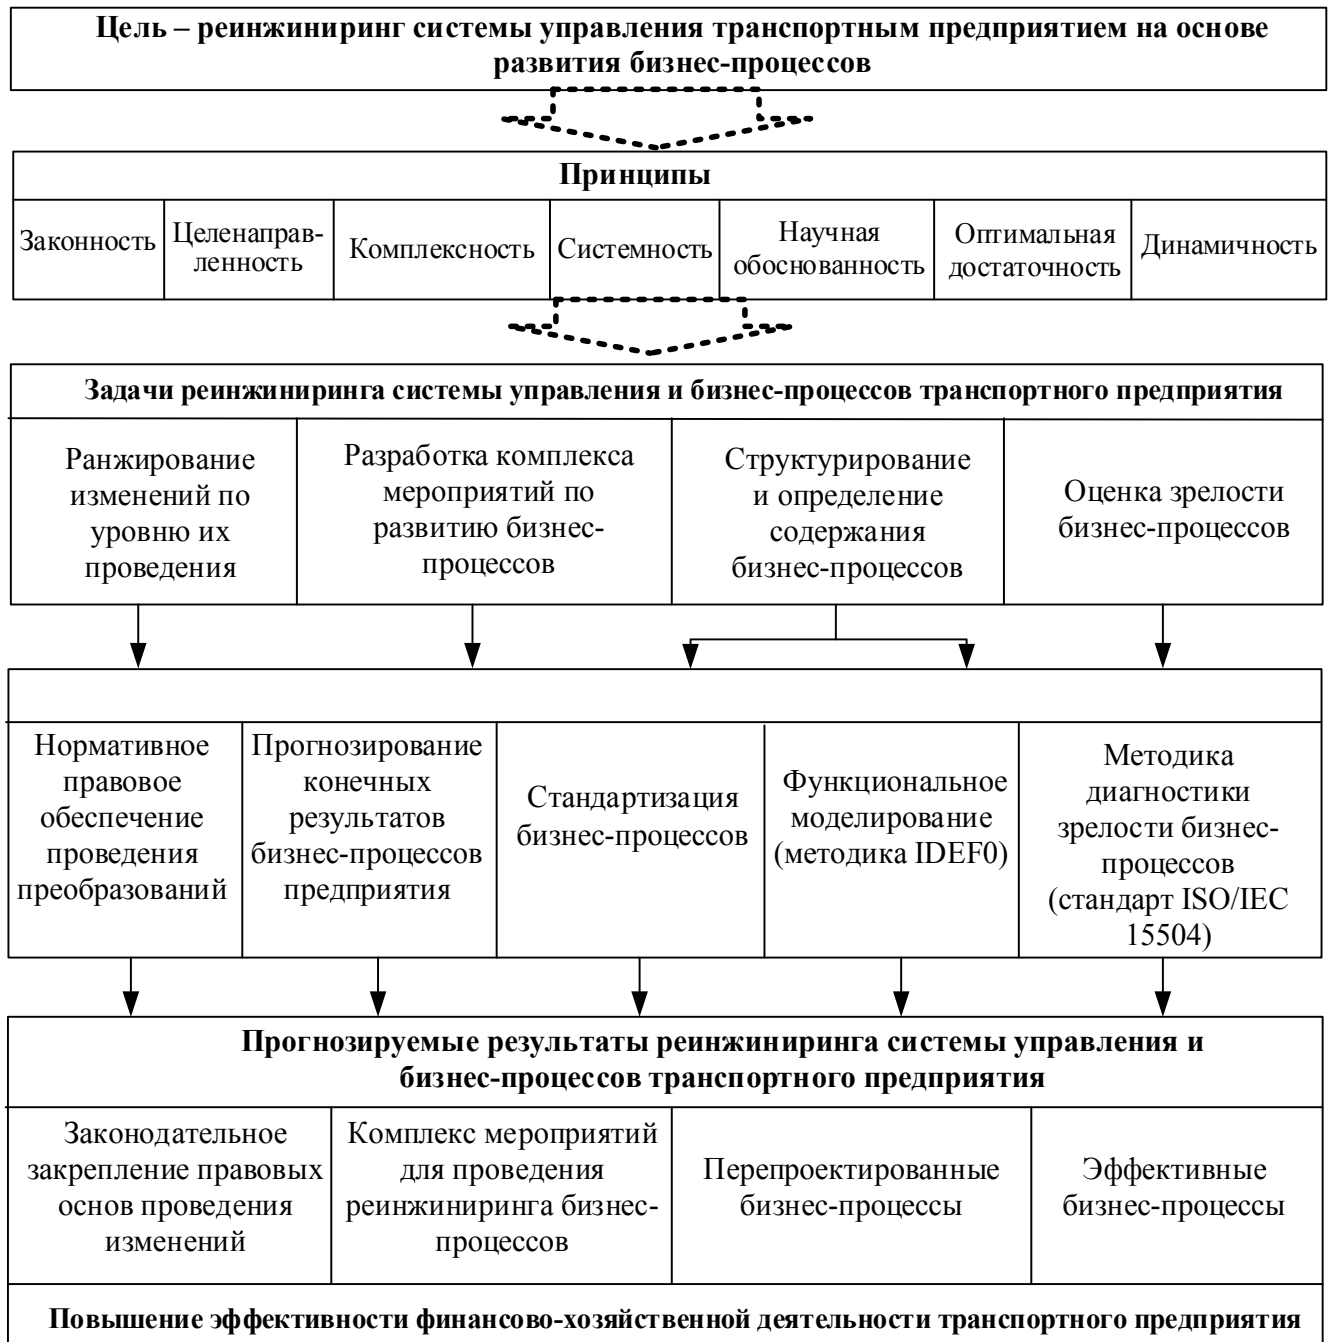 Цель – реинжиниринг системы управления транспортным предприятием на основе
развития бизнес-процессов
Принципы
Законность
Целенаправ-
ленность
Комплексность
Системность
Научная
обоснованность
Оптимальная
достаточность
Динамичность
Задачи реинжиниринга системы управления и бизнес-процессов транспортного предприятия
Ранжирование
изменений по
уровню их
проведения
Разработка комплекса
мероприятий по
развитию бизнес-
процессов
Структурирование
и определение
содержания
бизнес-процессов
Оценка зрелости
бизнес-процессов
Нормативное
правовое
обеспечение
проведения
преобразований
Прогнозирование
конечных
результатов
бизнес-процессов
предприятия
Стандартизация
бизнес-процессов
Функциональное
моделирование
(методика IDEF0)
Методика
диагностики
зрелости бизнес-
процессов
(стандарт ISO/IEC
15504)
Прогнозируемые результаты реинжиниринга системы управления и
бизнес-процессов транспортного предприятия
Законодательное
закрепление правовых
основ проведения
изменений
Комплекс мероприятий
для проведения
реинжиниринга бизнес-
процессов
Перепроектированные
бизнес-процессы
Эффективные
бизнес-процессы
Повышение эффективности финансово-хозяйственной деятельности транспортного предприятия